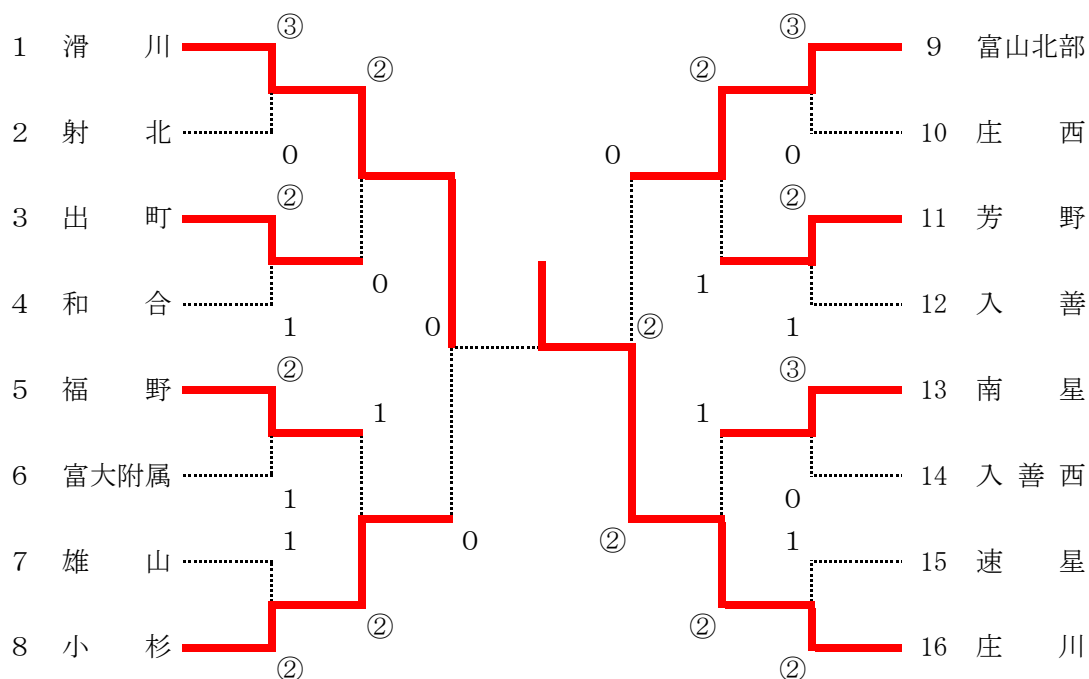 ③ ③
1 滑川 9 富山北部
② ②
2 射北 10 庄西
0 0 0
② ②
3 出町 11 芳野
0 1
4 和合 12 入善
1 0 ② 1
② ③
5 福野 13 南星
1 1
6 富大附属 14 入善西
1 0
1 0 ② 1
7 雄山 15 速星
② ②
8 小杉 16 庄川
② ②